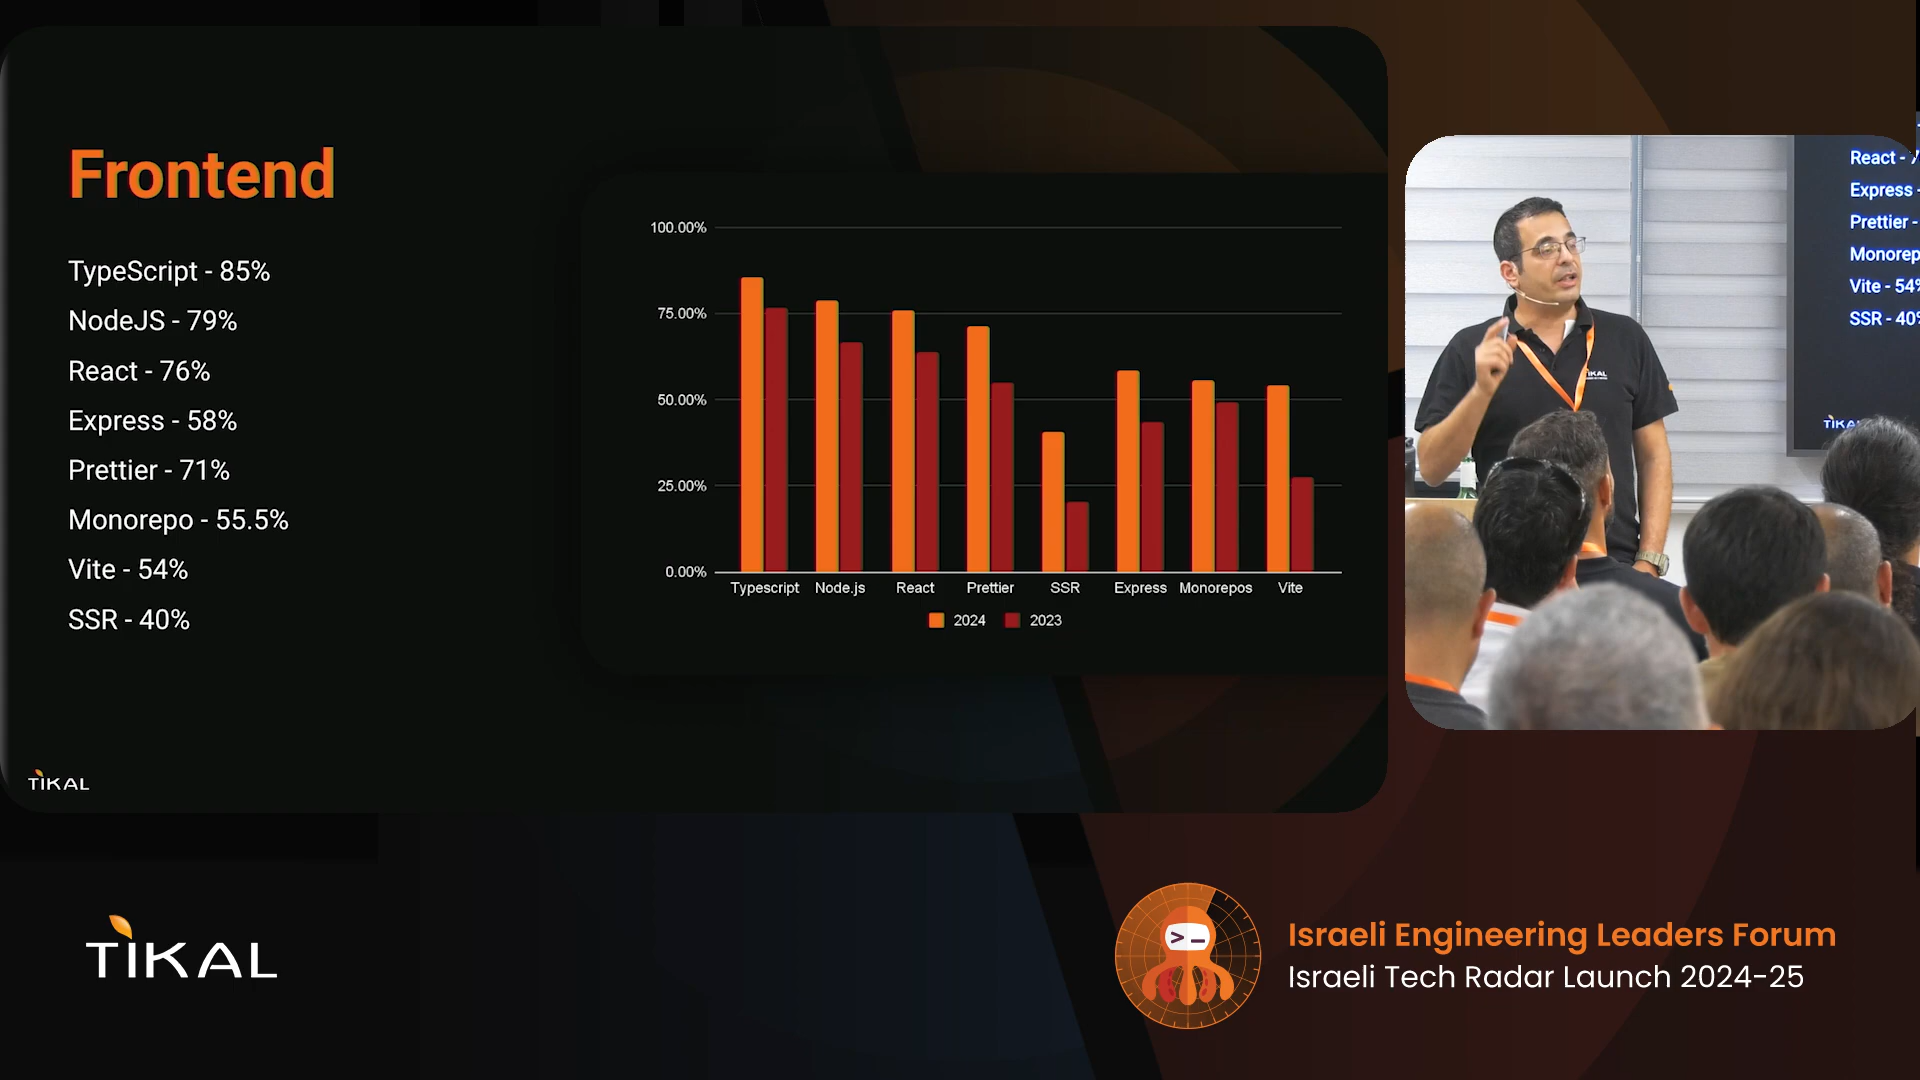 Frontend
TypeScript - 85%
NodeJS - 79%
React - 76%
Express - 58%
Prettier - 71%
Monorepo - 55.5%
Vite - 54%
SSR - 40%
100.00%
75.00%
50.00%
25.00%
0.00%
Typescript Node.js React Prettier SSR Express Monorepos Vite
2024 2023
TIKAL
React - 7
Express -
Prettier -
Monorep
Vite - 54%
SSR - 40%
TIKA
TIKAL
TIKAL
>_
Israeli Engineering Leaders Forum
Israeli Tech Radar Launch 2024-25